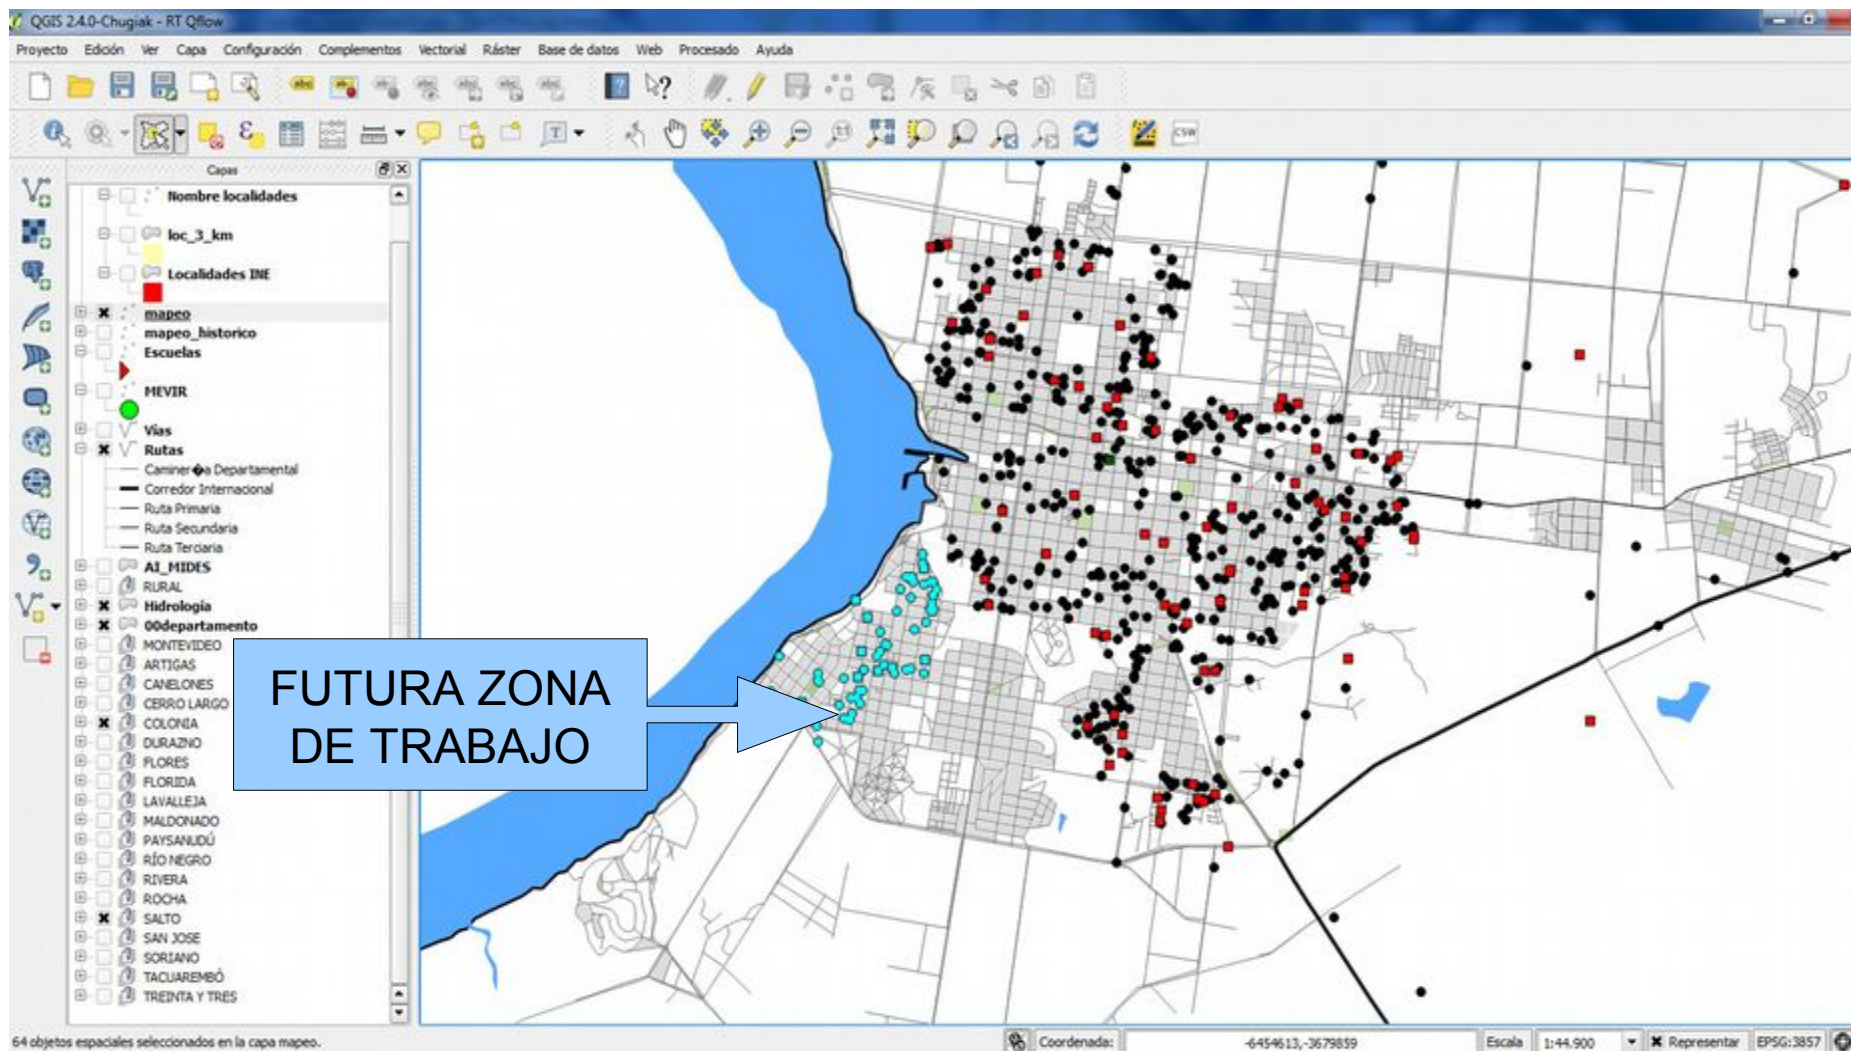 QGIS 2.4.0-Chugiak - RT Qflow
Proyecto Edición Ver Capa Configuración Complementos Vectorial Ráster Base de datos Web Procesado Ayuda
CSW
Capas
Nombre localidades
loc_3_km
Localidades INE
mapeo
mapeo_historico
Escuelas
MEVIR
Vias
Rutas
Caminer�a Departamental
Corredor Internacional
Ruta Primaria
Ruta Secundaria
Ruta Terciaria
AI_MIDES
RURAL
Hidrologia
00departamento
MONTEVIDEO
ARTIGAS
CANELONES
CERRO LARGO
COLONIA
DURAZNO
FLORES
FLORIDA
LAVALLEJA
MALDONADO
PAYSANUDÚ
RÍO NEGRO
RIVERA
ROCHA
SALTO
SAN JOSE
SORIANO
TACUAREMBÓ
TREINTA Y TRES
FUTURA ZONA
DE TRABAJO
64 objetos espaciales seleccionados en la capa mapeo.
Coordenada: -6454613,-3679859 Escala 1:44.900 Representar EPSG:3857